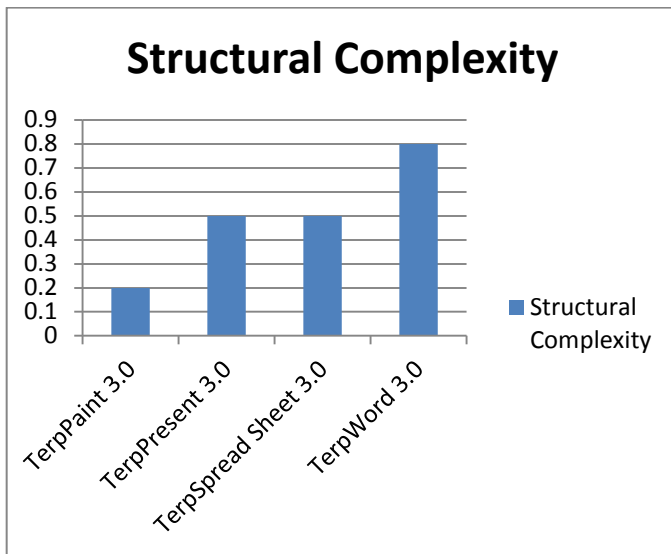 Structural Complexity
0.9
0.8
0.7
0.6
0.5
0.4
0.3
0.2
0.1
0
TerpPaint 3.0
TerpPresent 3.0
TerpSpread Sheet 3.0
TerpWord 3.0
Structural
Complexity